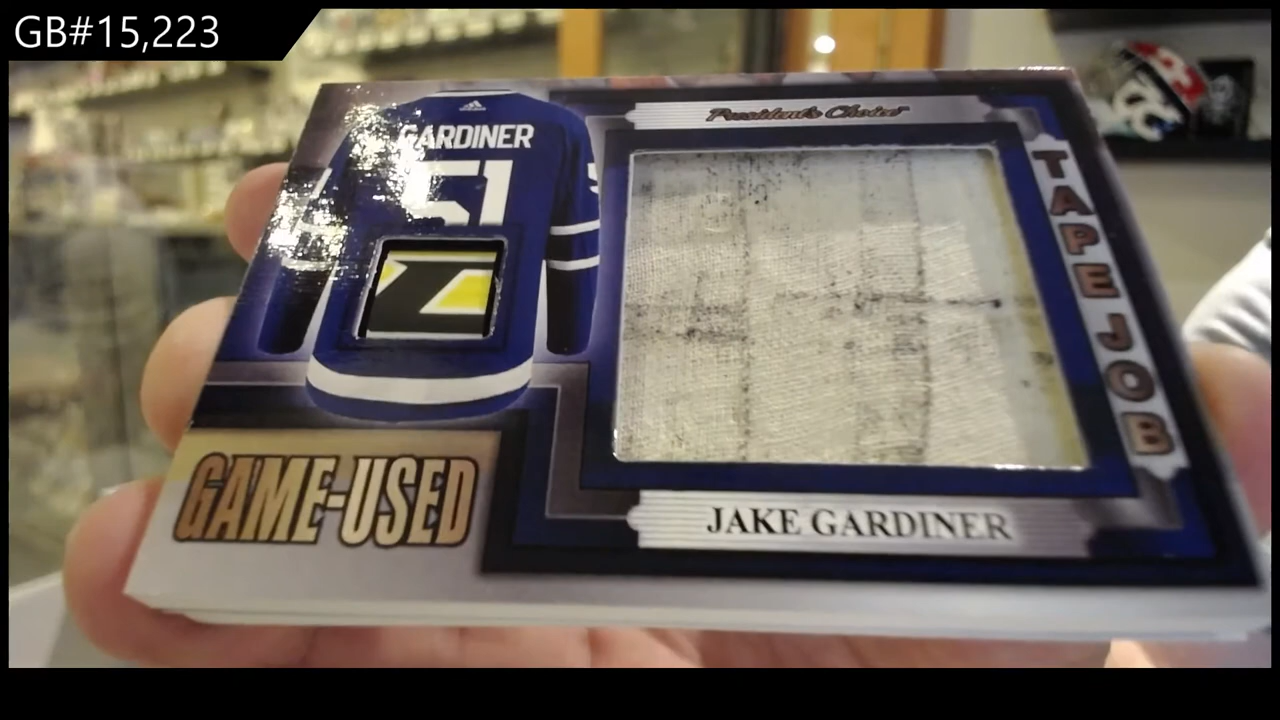 GB#15,223
President's Choice
GARDINER
51
TAPE JOB
GAME-USED
JAKE GARDINER